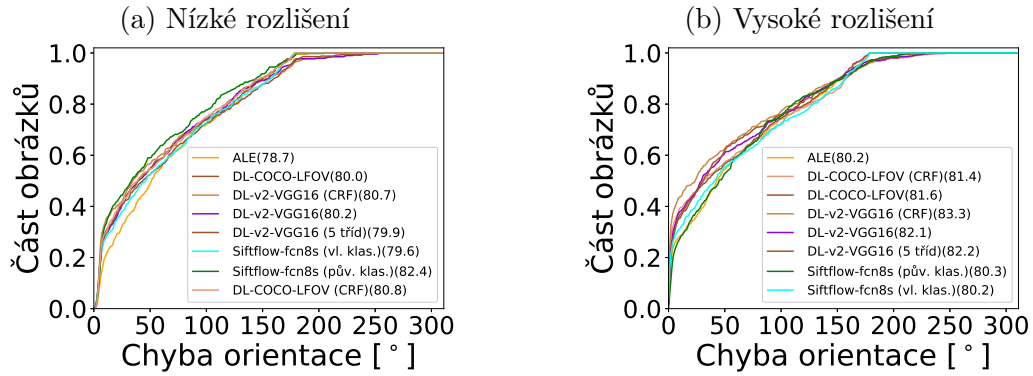 (a) Nízké rozlišení
1.0
0.8
0.6
0.4
0.2
0.0
Část obrázků
ALE(78.7)
DL-COCO-LFOV(80.0)
DL-v2-VGG16 (CRF)(80.7)
DL-v2-VGG16(80.2)
DL-v2-VGG16 (5 tříd)(79.9)
Siftflow-fcn8s (vl. klas.)(79.6)
Siftflow-fcn8s (pův. klas.)(82.4)
DL-COCO-LFOV (CRF)(80.8)
0 50 100 150 200 250 300
Chyba orientace [°]
(b) Vysoké rozlišení
1.0
0.8
0.6
0.4
0.2
0.0
Část obrázků
ALE(80.2)
DL-COCO-LFOV (CRF)(81.4)
DL-COCO-LFOV(81.6)
DL-v2-VGG16 (CRF)(83.3)
DL-v2-VGG16(82.1)
DL-v2-VGG16 (5 tříd)(82.2)
Siftflow-fcn8s (pův. klas.)(80.3)
Siftflow-fcn8s (vl. klas.)(80.2)
0 50 100 150 200 250 300
Chyba orientace [°]